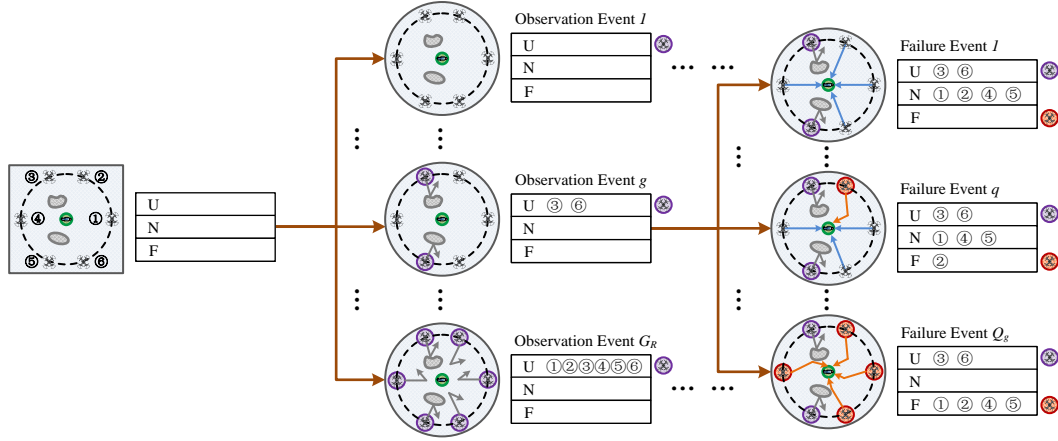 ③ ②
④ ①
⑤ ⑥
U
N
F
Observation Event 1
U
N
F
Observation Event g
U ③ ⑥
N
F
Observation Event G_R
U ①②③④⑤⑥
N
F
Failure Event 1
U ③ ⑥
N ① ② ④ ⑤
F
Failure Event q
U ③ ⑥
N ① ④ ⑤
F ②
Failure Event Q_g
U ③ ⑥
N
F ① ② ④ ⑤